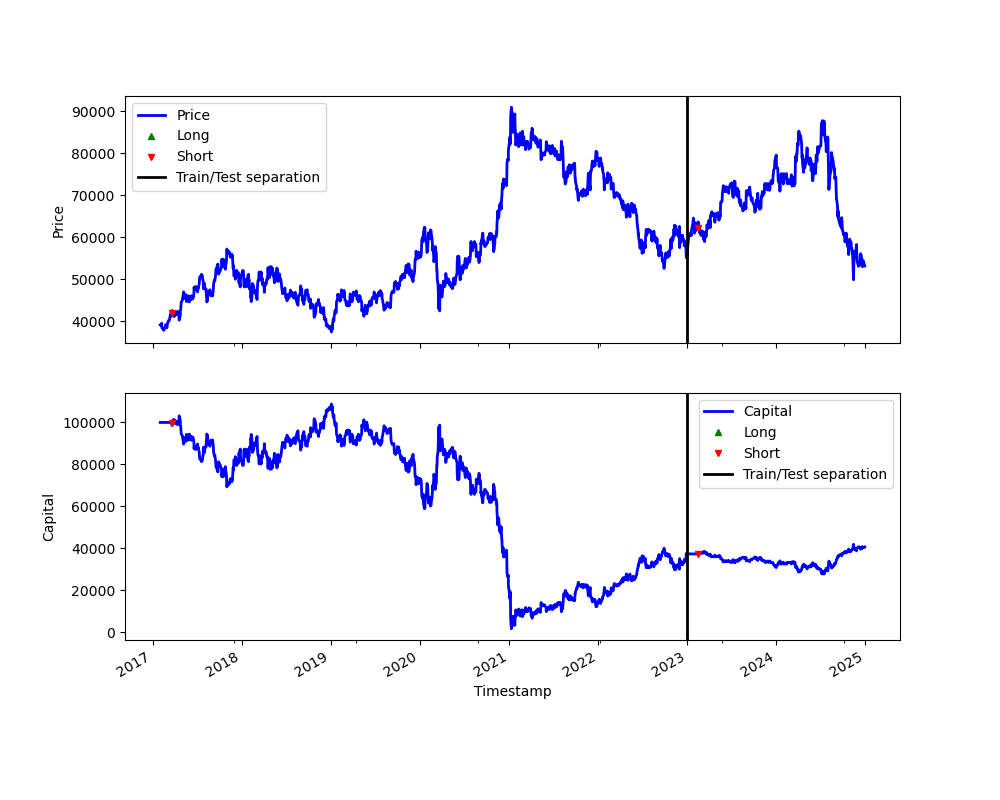 90000
80000
70000
60000
50000
40000
Price
Price
Long
Short
Train/Test separation
100000
80000
60000
40000
20000
0
Capital
Capital
Long
Short
Train/Test separation
2017
2018
2019
2020
2021
2022
2023
2024
2025
Timestamp